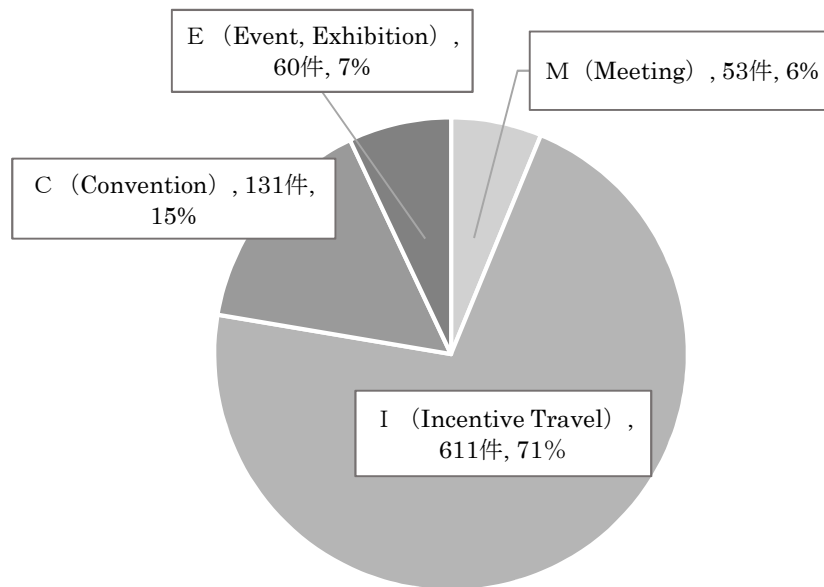 E (Event, Exhibition) ,
60件, 7%
M (Meeting) , 53件, 6%
C (Convention) , 131件,
15%
I (Incentive Travel) ,
611件, 71%